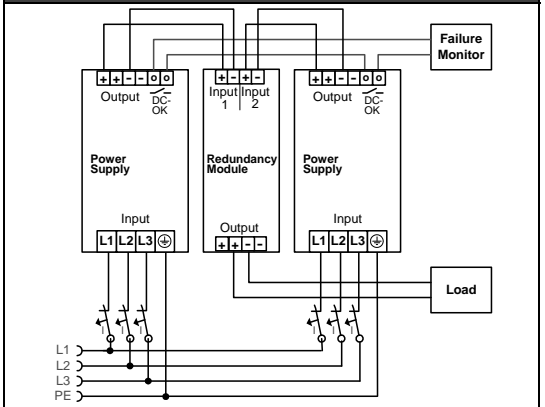 Failure
Monitor
+ + - - o o
Output
DC-
OK
+ - + -
Input
1
Input
2
+ + - - o o
Output
DC-
OK
Power
Supply
Redundancy
Module
Power
Supply
Input
L1 L2 L3
Output
+ + - -
Input
L1 L2 L3
Load
I
I
I
I
I
I
L1
L2
L3
PE